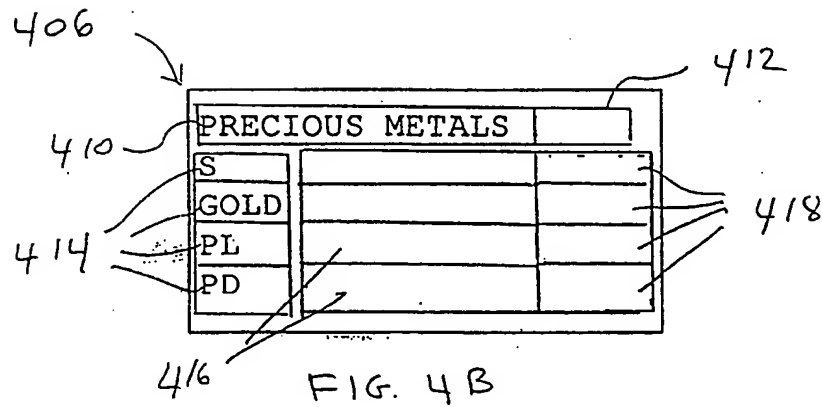 406
412
410
PRECIOUS METALS
S
GOLD
PL
PD
414
418
416
FIG. 4B